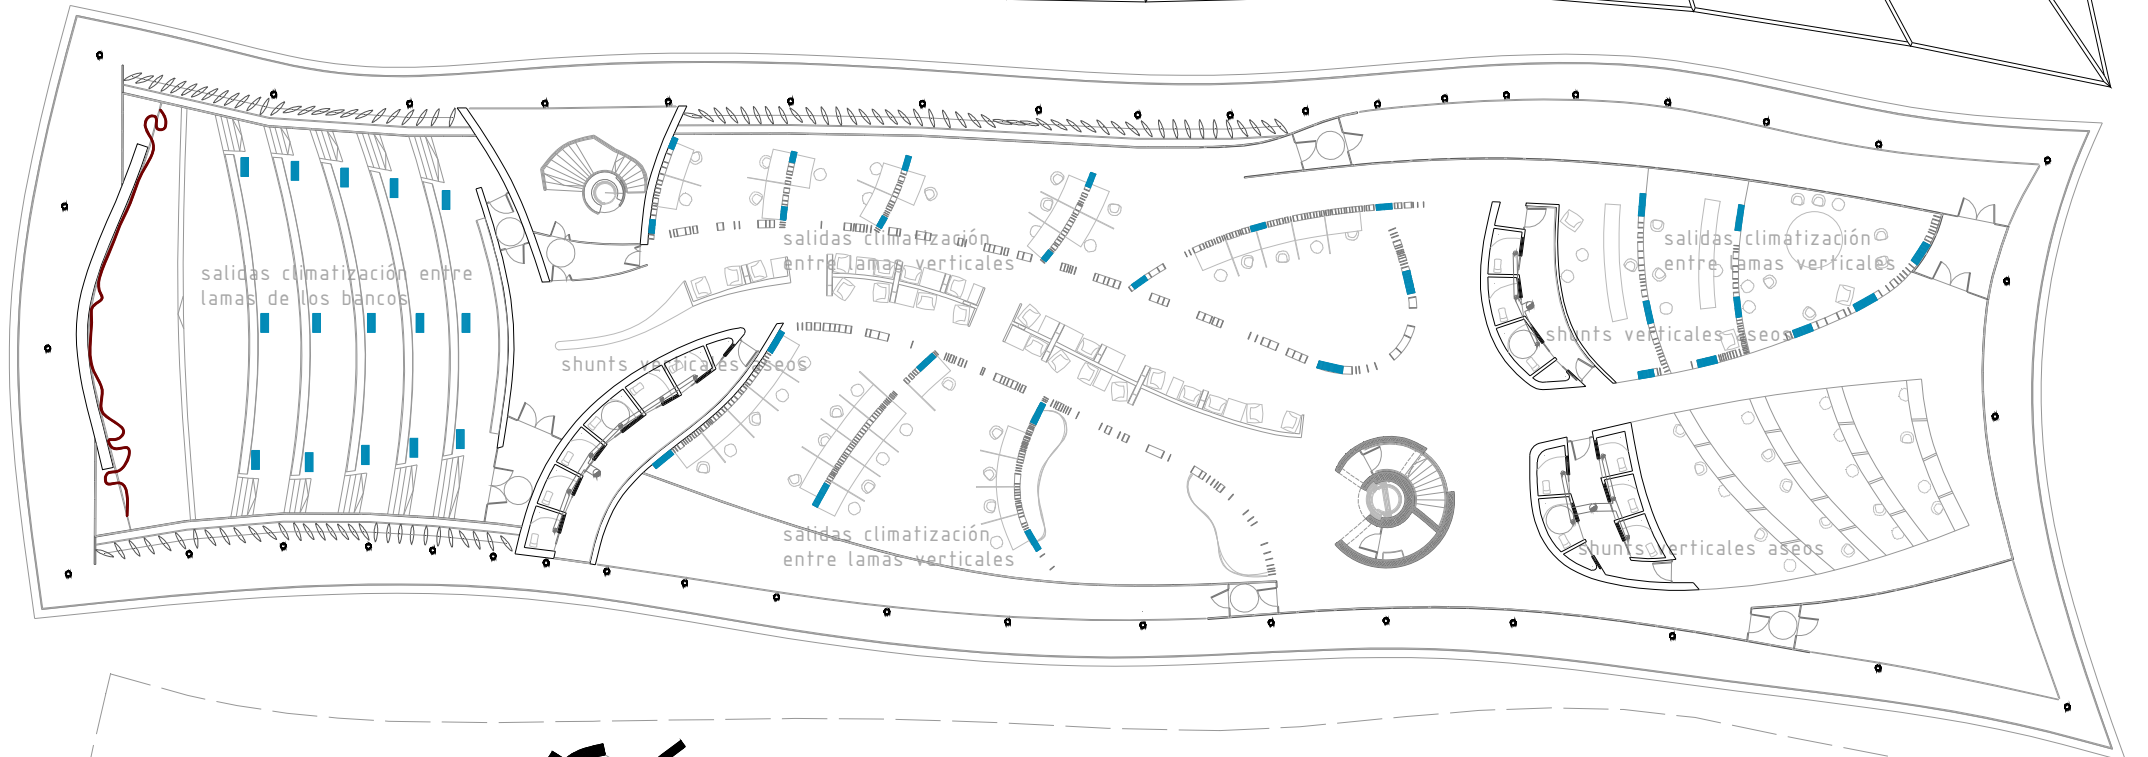 salidas climatización entre
lamas de los bancos
salidas climatización
entre lamas verticales
salidas climatización
entre lamas verticales
shunts verticales aseos
shunts verticales aseos
salidas climatización
entre lamas verticales
shunts verticales aseos